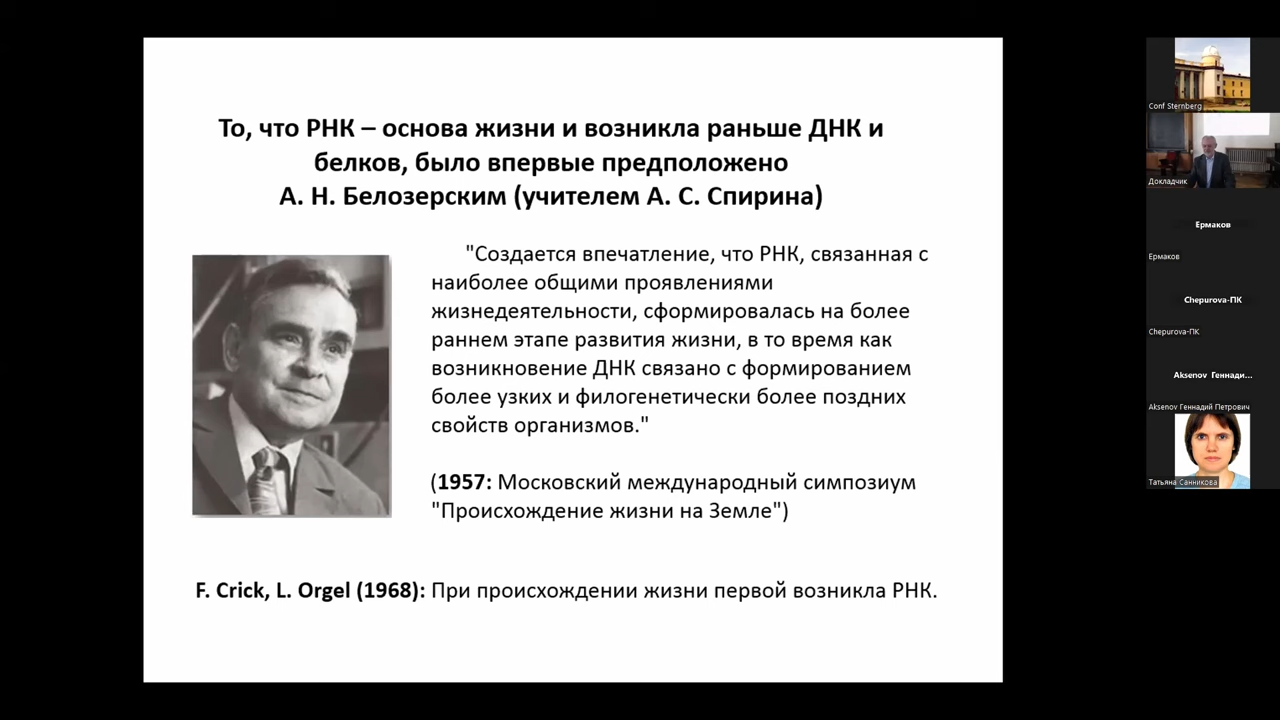 То, что РНК – основа жизни и возникла раньше ДНК и
белков, было впервые предположено
А. Н. Белозерским (учителем А. С. Спирина)
"Создается впечатление, что РНК, связанная с
наиболее общими проявлениями
жизнедеятельности, сформировалась на более
раннем этапе развития жизни, в то время как
возникновение ДНК связано с формированием
более узких и филогенетически более поздних
свойств организмов."
(1957: Московский международный симпозиум
"Происхождение жизни на Земле")
F. Crick, L. Orgel (1968): При происхождении жизни первой возникла РНК.
Conf Sternberg
Докладчик
Ермаков
Ермаков
Chepurova-ПК
Chepurova-ПК
Aksenov Геннади...
Aksenov Геннадий Петрович
Татьяна Санникова